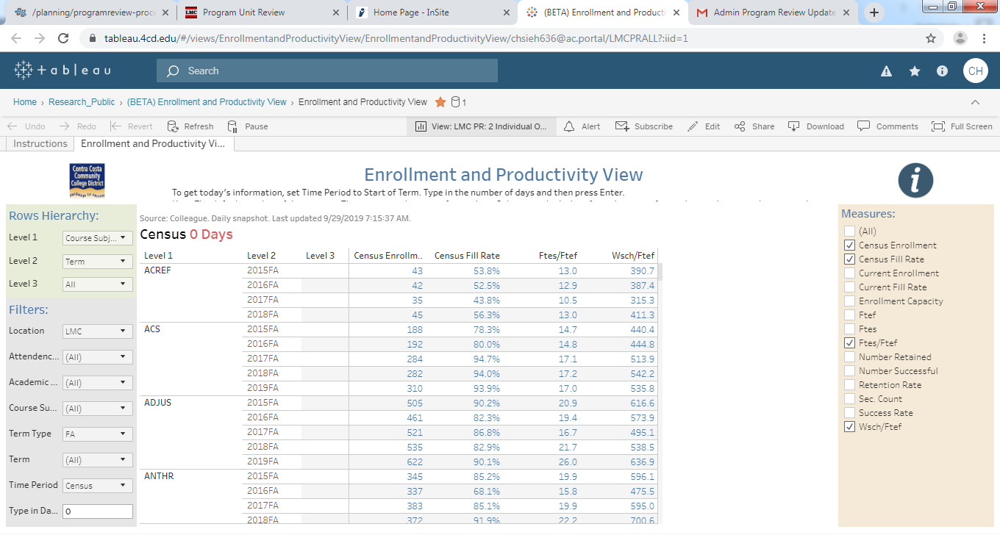 /planning/programreview-proce
Program Unit Review
Home Page - InSite
(BETA) Enrollment and Producti
Admin Program Review Update
tableau.4cd.edu/#/views/EnrollmentandProductivityView/EnrollmentandProductivityView/chsieh636@ac.portal/LMCPRALL?:iid=1
tableau
Search
CH
Home › Research_Public › (BETA) Enrollment and Productivity View › Enrollment and Productivity View 1
Undo Redo Revert Refresh Pause View: LMC PR: 2 Individual O... Alert Subscribe Edit Share Download Comments Full Screen
Instructions Enrollment and Productivity Vi...
Contra Costa
Community
College District
pathways to success
Enrollment and Productivity View
To get today's information, set Time Period to Start of Term. Type in the number of days and then press Enter.
Rows Hierarchy:
Level 1 Course Subj...
Level 2 Term
Level 3 All
Filters:
Location LMC
Attendenc... (All)
Academic ... (All)
Course Su... (All)
Term Type FA
Term (All)
Time Period Census
Type in Da... 0
Source: Colleague. Daily snapshot. Last updated 9/29/2019 7:15:37 AM.
Census 0 Days
Level 1 Level 2 Level 3 Census Enrollm.. Census Fill Rate Ftes/Ftef Wsch/Ftef
ACREF 2015FA 43 53.8% 13.0 390.7
2016FA 42 52.5% 12.9 387.4
2017FA 35 43.8% 10.5 315.3
2018FA 45 56.3% 13.0 411.3
ACS 2015FA 188 78.3% 14.7 440.4
2016FA 192 80.0% 14.8 444.8
2017FA 284 94.7% 17.1 513.9
2018FA 282 94.0% 17.2 542.2
2019FA 310 93.9% 17.0 535.8
ADJUS 2015FA 505 90.2% 20.9 616.6
2016FA 461 82.3% 19.4 573.9
2017FA 521 86.8% 16.7 495.1
2018FA 535 82.9% 21.7 538.5
2019FA 622 90.1% 26.0 636.9
ANTHR 2015FA 345 85.2% 19.9 596.1
2016FA 337 68.1% 15.8 475.5
2017FA 383 85.1% 19.9 595.0
2018FA 372 91.9% 22.2 700.6
Measures:
(All)
Census Enrollment
Census Fill Rate
Current Enrollment
Current Fill Rate
Enrollment Capacity
Ftef
Ftes
Ftes/Ftef
Number Retained
Number Successful
Retention Rate
Sec. Count
Success Rate
Wsch/Ftef